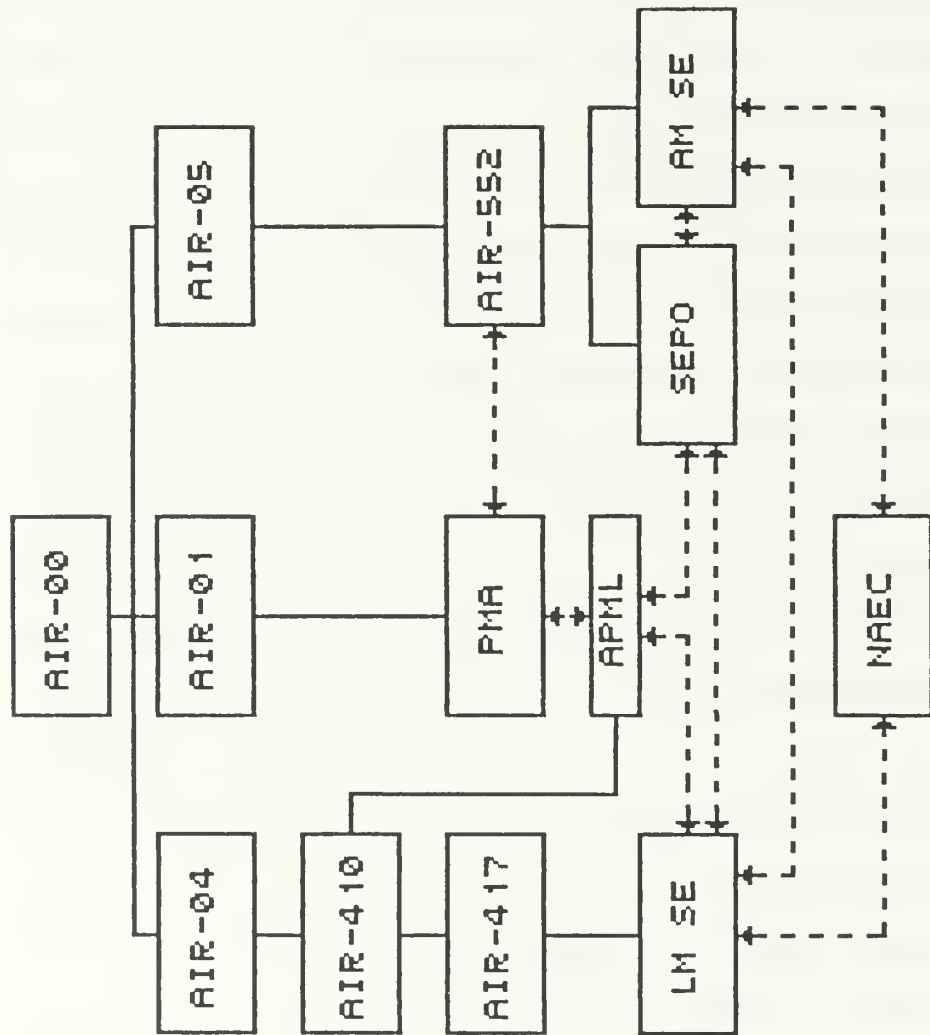 AIR-00
AIR-04
AIR-01
AIR-05
AIR-410
AIR-417
PMA
AIR-552
APML
LM SE
SEPO
AM SE
NAEC